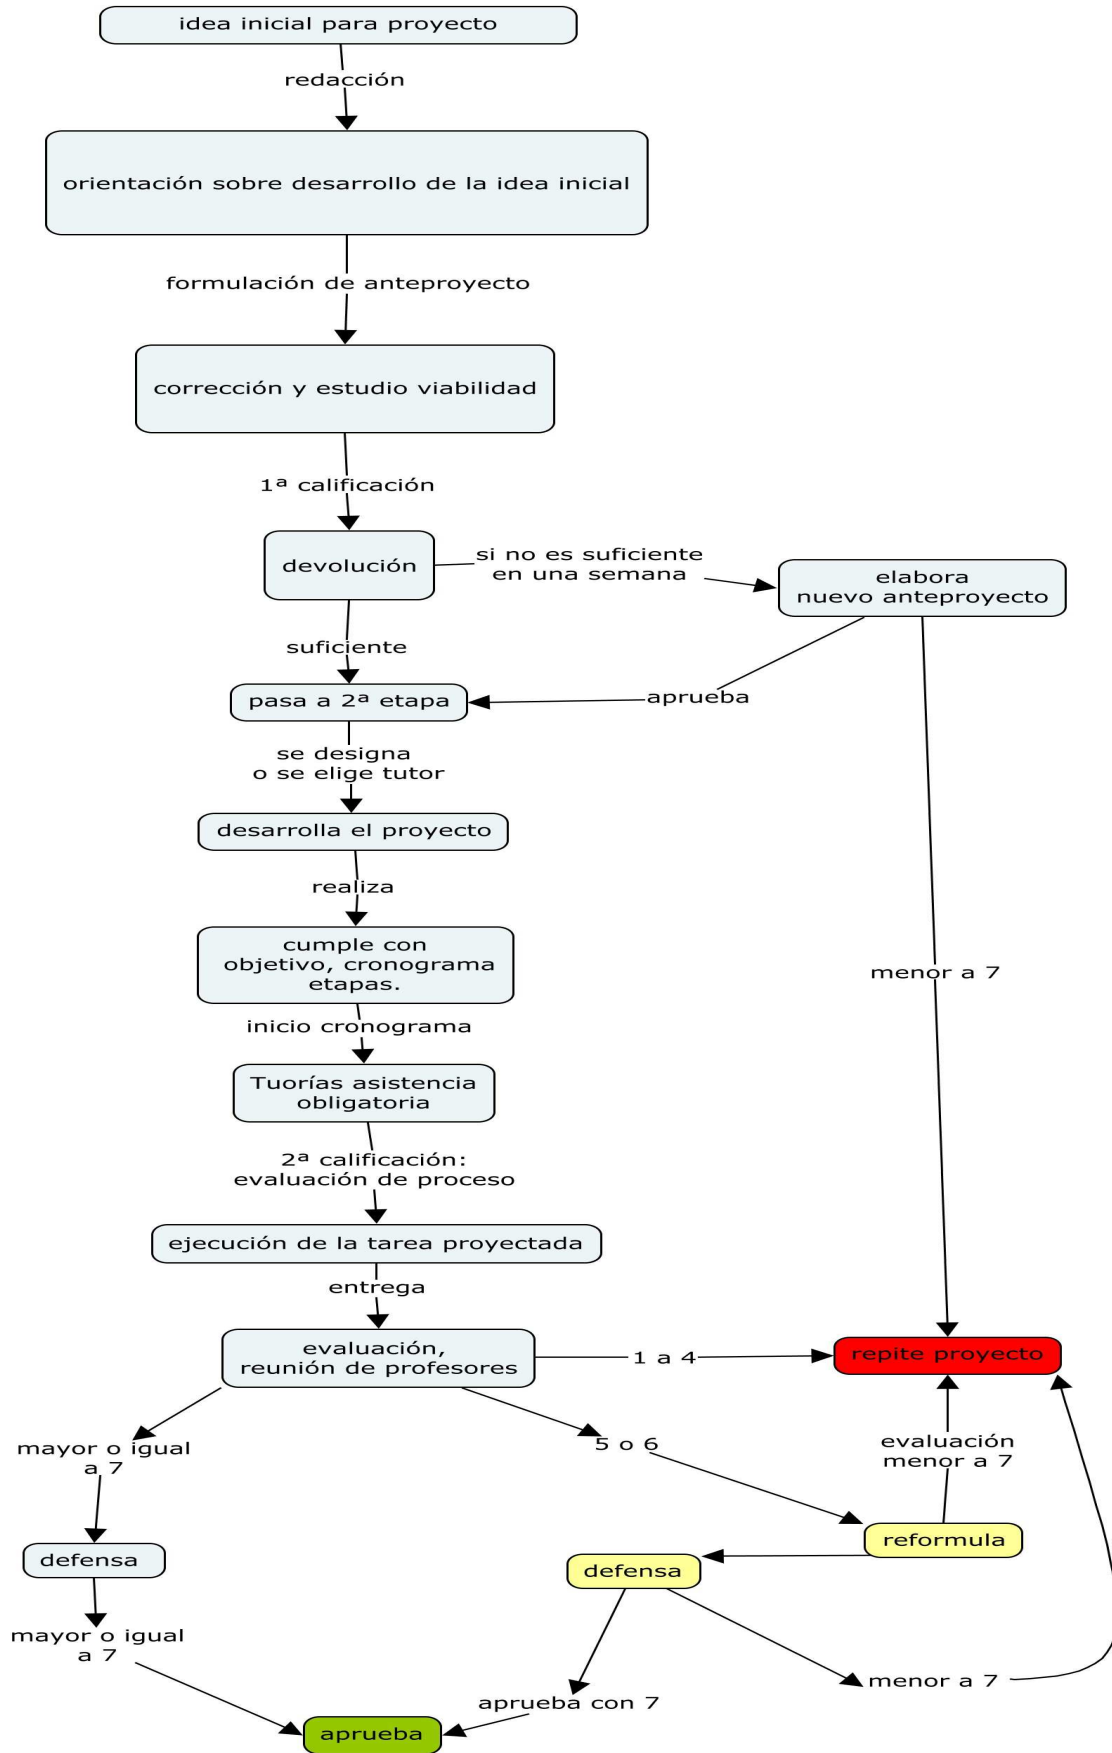 idea inicial para proyecto
redacción
orientación sobre desarrollo de la idea inicial
formulación de anteproyecto
corrección y estudio viabilidad
1ª calificación
devolución
si no es suficiente
en una semana
elabora
nuevo anteproyecto
suficiente
aprueba
pasa a 2ª etapa
se designa
o se elige tutor
desarrolla el proyecto
realiza
cumple con
objetivo, cronograma
etapas.
menor a 7
inicio cronograma
Tuorías asistencia
obligatoria
2ª calificación:
evaluación de proceso
ejecución de la tarea proyectada
entrega
evaluación,
reunión de profesores
1 a 4
repite proyecto
mayor o igual
a 7
5 o 6
evaluación
menor a 7
reformula
defensa
defensa
mayor o igual
a 7
menor a 7
aprueba con 7
aprueba